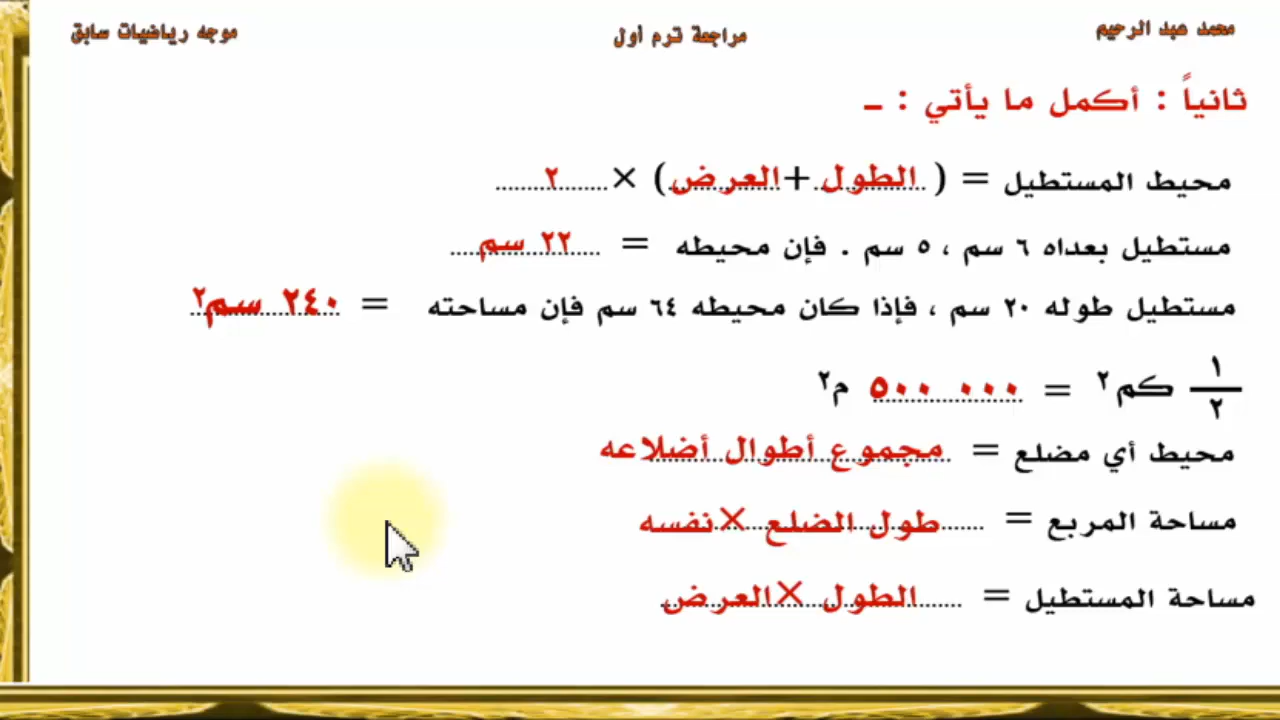 محمد عبد الرحيم مراجعة ترم أول موجه رياضيات سابق
ثانياً : أكمل ما يأتي : ـ
محيط المستطيل = ( الطول + العرض ) × ٢
مستطيل بعداه ٦ سم ، ٥ سم . فإن محيطه = ٢٢ سم
مستطيل طوله ٢٠ سم ، فإذا كان محيطه ٦٤ سم فإن مساحته = ٢٤٠ سم٢
١/٢ كم٢ = ٥٠٠ ٠٠٠ م٢
محيط أي مضلع = مجموع أطوال أضلاعه
مساحة المربع = طول الضلع × نفسه
مساحة المستطيل = الطول × العرض